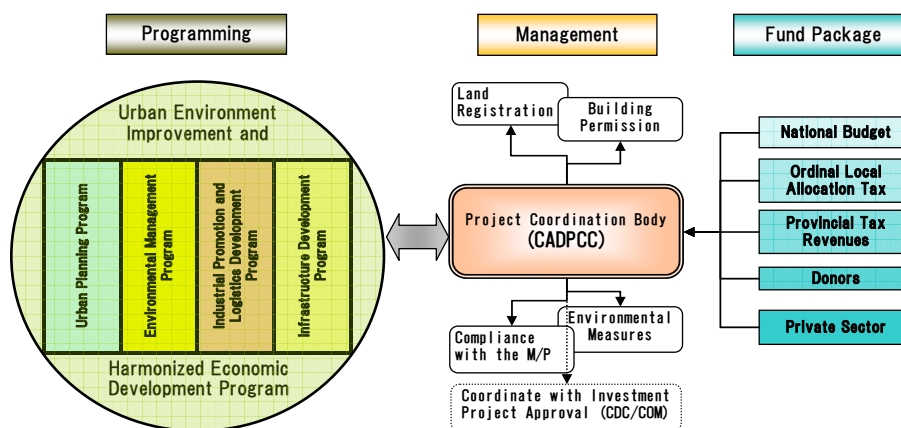 Programming
Management
Fund Package
Urban Environment
Improvement and
Urban Planning Program
Environmental Management
Program
Industrial Promotion and
Logistics Development
Program
Infrastructure Development
Program
Harmonized Economic
Development Program
Land
Registration
Building
Permission
Project Coordination Body
(CADPCC)
Compliance
with the M/P
Environmental
Measures
Coordinate with Investment
Project Approval (CDC/COM)
National Budget
Ordinal Local
Allocation Tax
Provincial Tax
Revenues
Donors
Private Sector